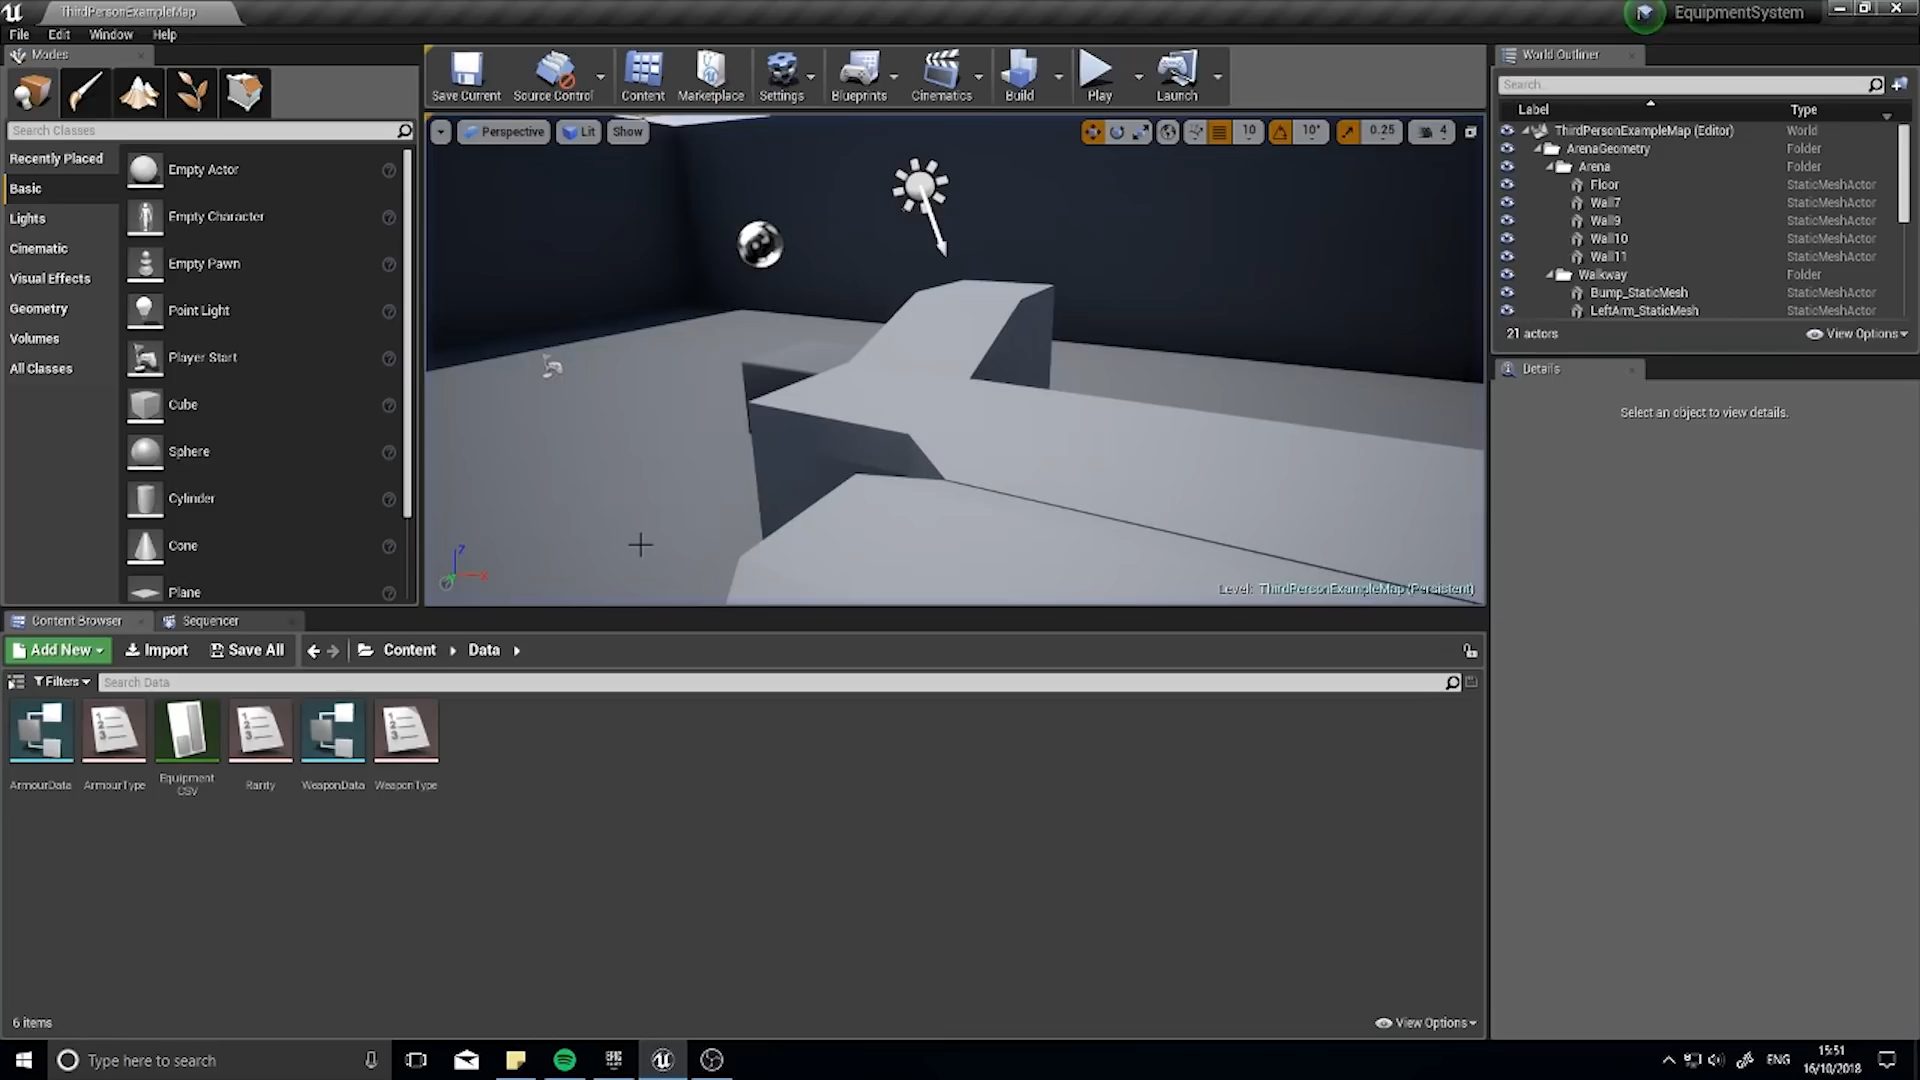 ThirdPersonExampleMap
EquipmentSystem
File Edit Window Help
Modes
Search Classes
Recently Placed
Basic
Lights
Cinematic
Visual Effects
Geometry
Volumes
All Classes
Empty Actor
Empty Character
Empty Pawn
Point Light
Player Start
Cube
Sphere
Cylinder
Cone
Plane
Save Current Source Control Content Marketplace Settings Blueprints Cinematics Build Play Launch
Perspective Lit Show
10 10° 0.25 4
Z
X
Level: ThirdPersonExampleMap (Persistent)
World Outliner
Search...
Label Type
ThirdPersonExampleMap (Editor) World
ArenaGeometry Folder
Arena Folder
Floor StaticMeshActor
Wall7 StaticMeshActor
Wall9 StaticMeshActor
Wall10 StaticMeshActor
Wall11 StaticMeshActor
Walkway Folder
Bump_StaticMesh StaticMeshActor
LeftArm_StaticMesh StaticMeshActor
21 actors View Options
Details
Select an object to view details.
Content Browser Sequencer
Add New Import Save All Content Data
Filters Search Data
ArmourData
ArmourType
Equipment
CSV
Rarity
WeaponData
WeaponType
6 items View Options
Type here to search
EPIC
ENG
15:51
16/10/2018